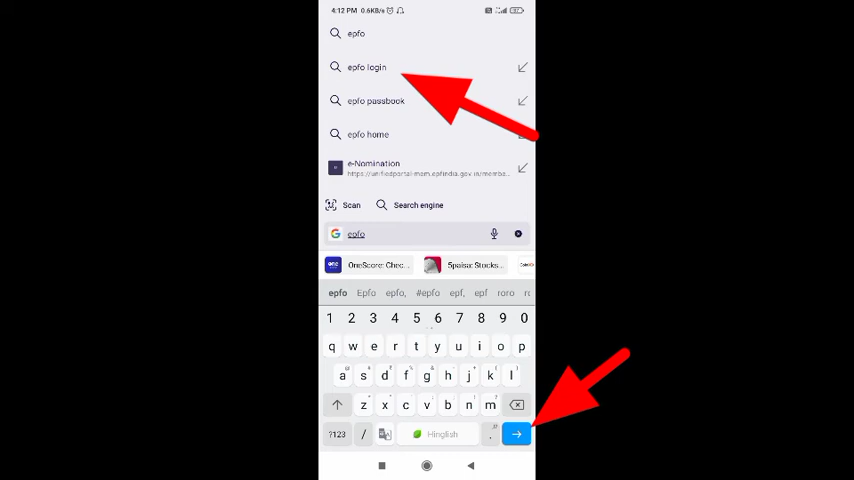 4:12 PM 0.6KB/s
epfo
epfo login
epfo passbook
epfo home
e-Nomination
https://unifiedportal-mem.epfindia.gov.in/membe...
Scan Search engine
epfo
one OneScore: Chec... 5paisa: Stocks...
epfo Epfo epfo, #epfo epf, epf roro
1 2 3 4 5 6 7 8 9 0
q w e r t y u i o p
a s d f g h j k l
z x c v b n m
?123 / Hinglish .